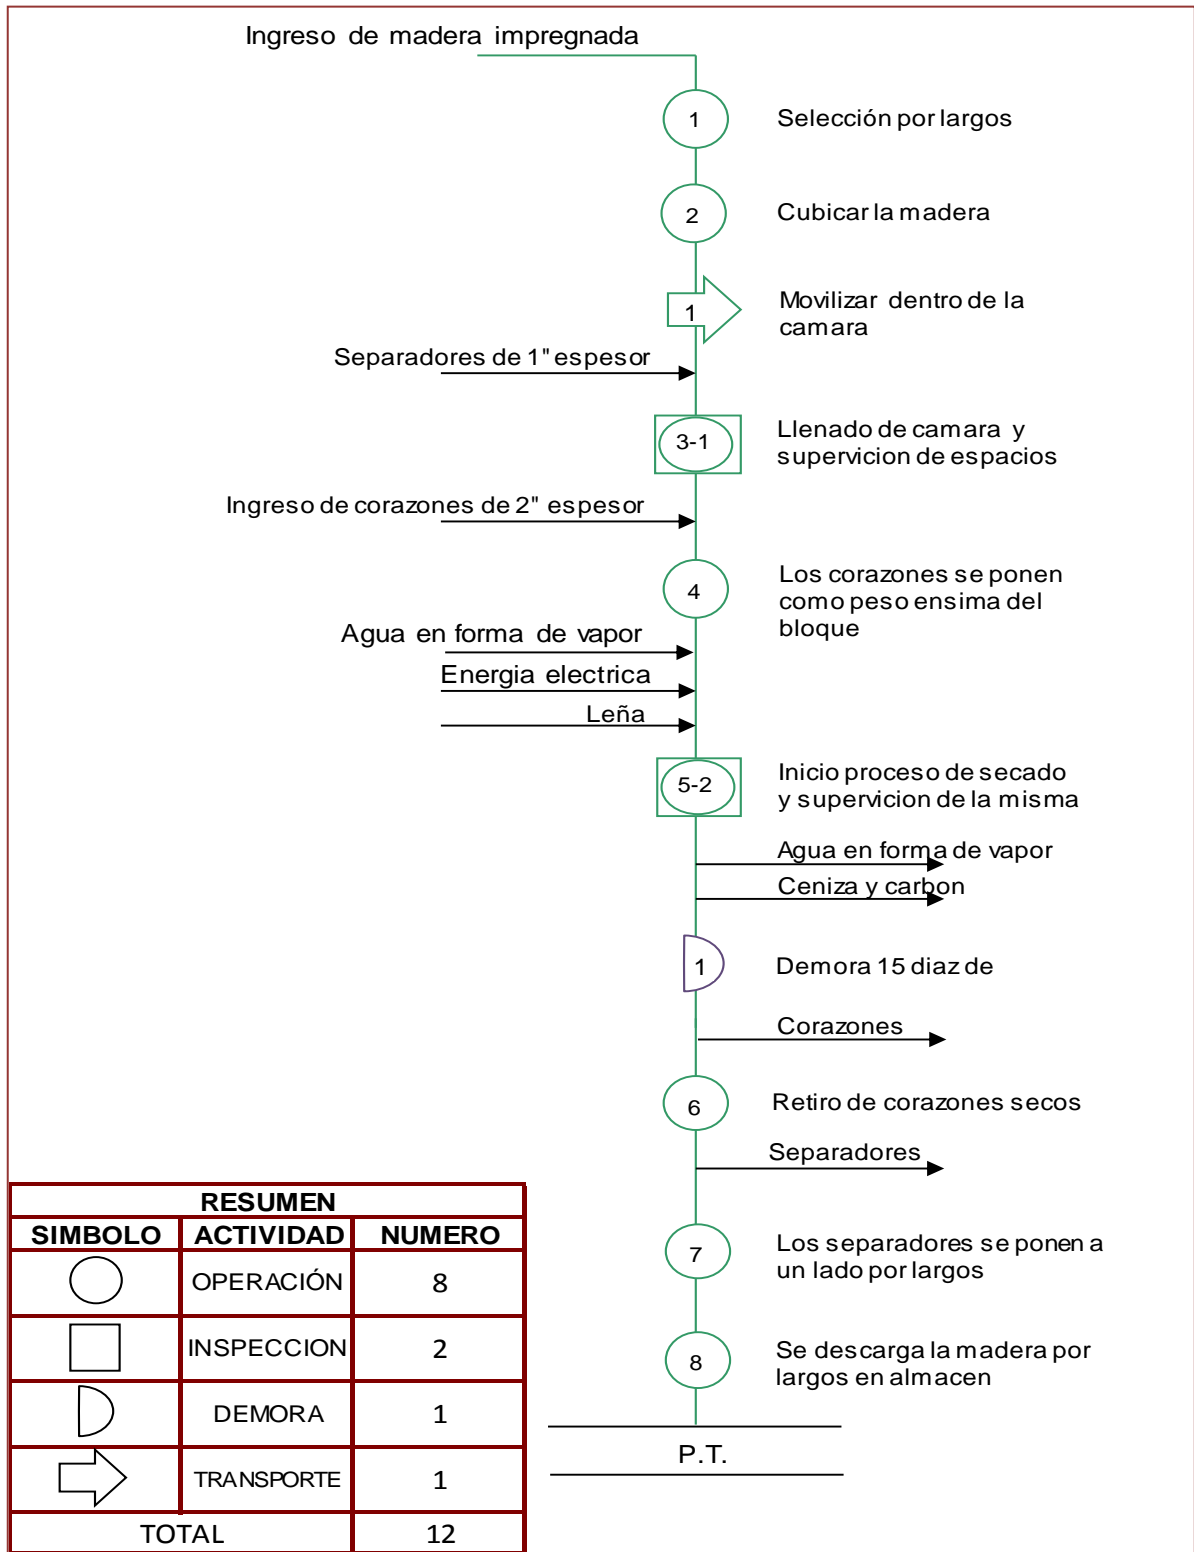 Ingreso de madera impregnada
1
Selección por largos
2
Cubicar la madera
1
Movilizar dentro de la
camara
Separadores de 1" espesor
3-1
Llenado de camara y
supervicion de espacios
Ingreso de corazones de 2" espesor
4
Los corazones se ponen
como peso ensima del
bloque
Agua en forma de vapor
Energia electrica
Leña
5-2
Inicio proceso de secado
y supervicion de la misma
Agua en forma de vapor
Ceniza y carbon
1
Demora 15 diaz de
Corazones
6
Retiro de corazones secos
Separadores
7
Los separadores se ponen a
un lado por largos
8
Se descarga la madera por
largos en almacen
P.T.
RESUMEN
SIMBOLO ACTIVIDAD NUMERO
OPERACIÓN 8
INSPECCION 2
DEMORA 1
TRANSPORTE 1
TOTAL 12